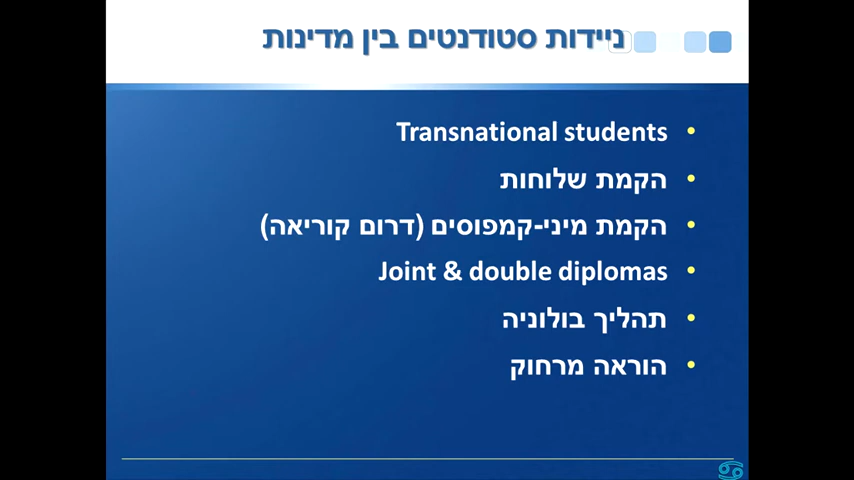 ניידות סטודנטים בין מדינות
Transnational students
הקמת שלוחות
הקמת מיני-קמפוסים (דרום קוריאה)
Joint & double diplomas
תהליך בולוניה
הוראה מרחוק